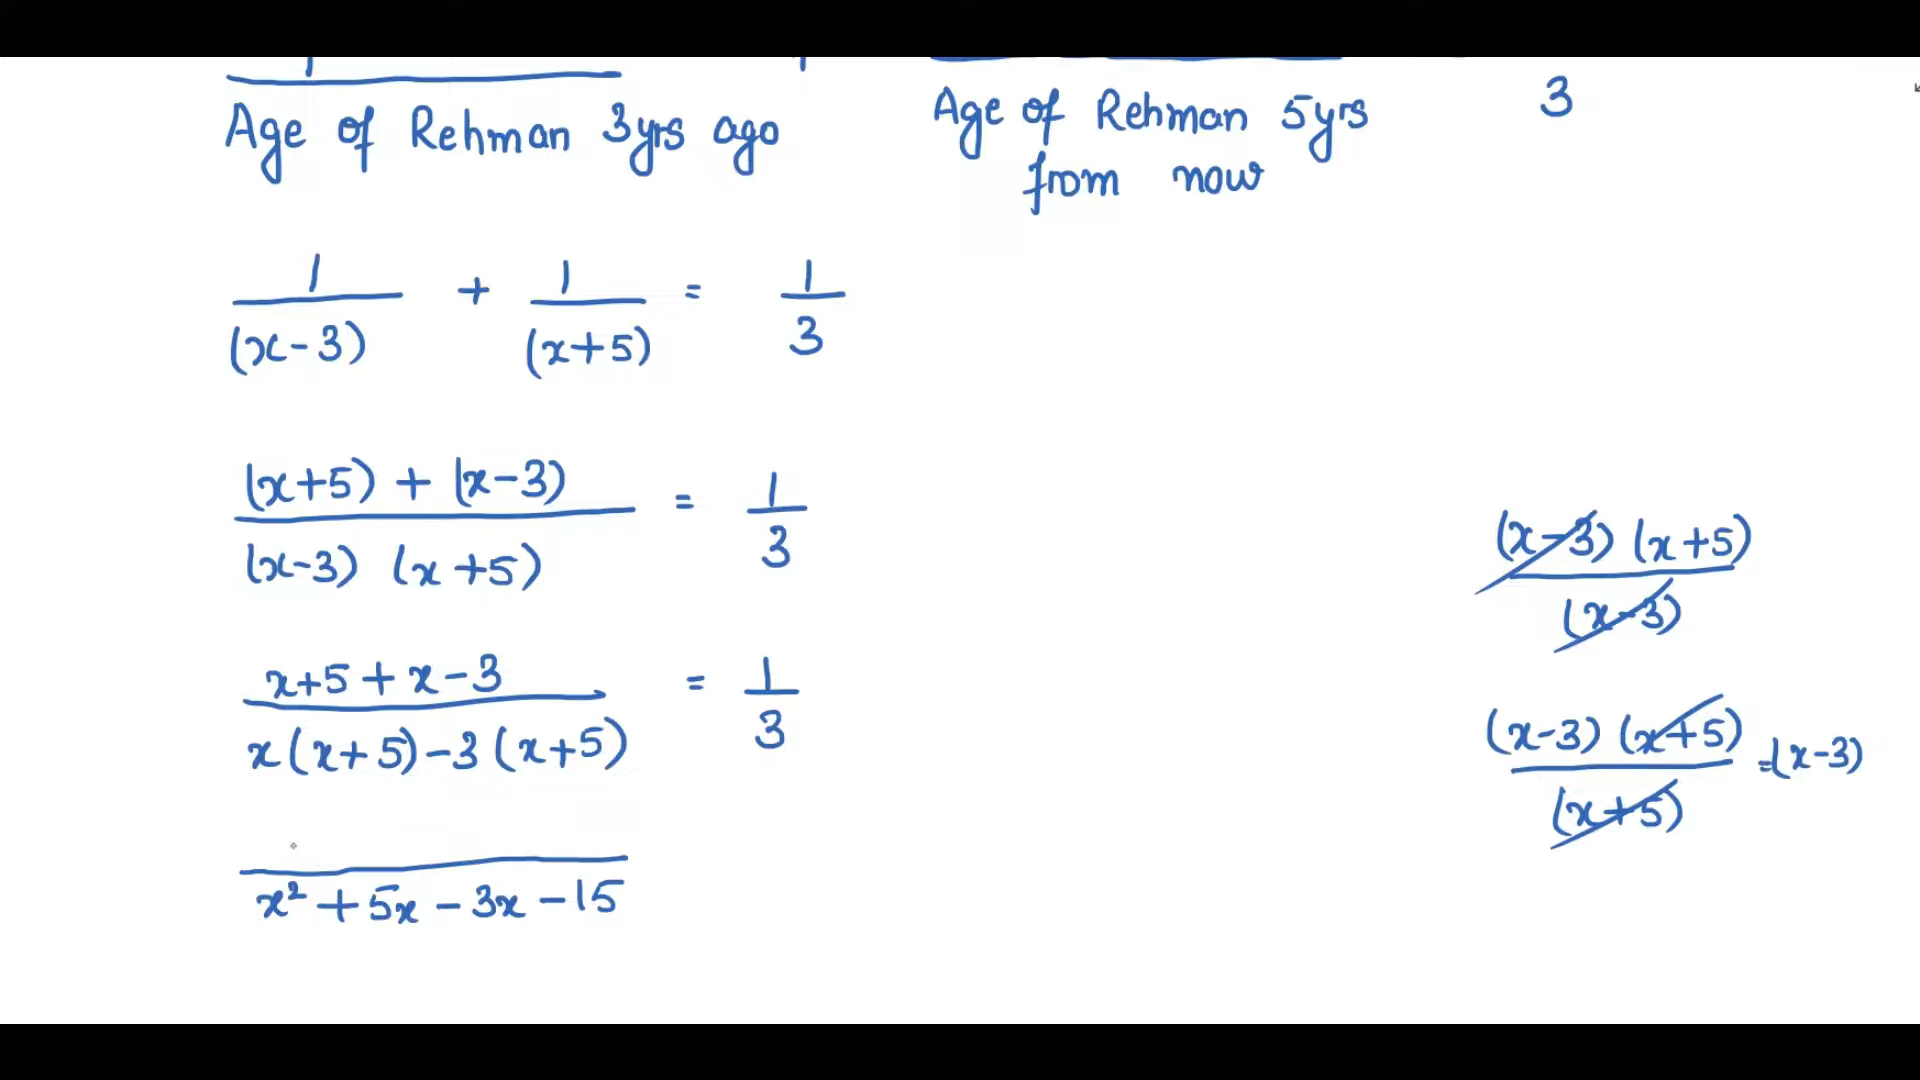 Age of Rehman 3yrs ago
Age of Rehman 5yrs
from now
3
1 + 1 = 1
(x-3) (x+5) 3
(x+5) + (x-3) = 1
(x-3) (x+5) 3
x+5 + x-3 = 1
x(x+5)-3(x+5) 3
x² + 5x - 3x - 15
(x-3) (x+5)
(x-3)
(x-3) (x+5)
(x+5)
=(x-3)